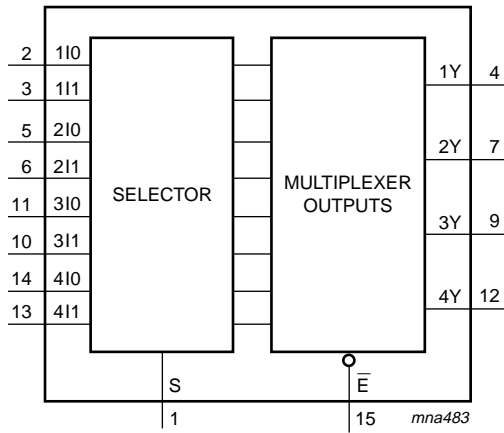 2 1I0
3 1I1
5 2I0
6 2I1
11 3I0
10 3I1
14 4I0
13 4I1
SELECTOR
MULTIPLEXER
OUTPUTS
1Y 4
2Y 7
3Y 9
4Y 12
S
1
E̅
15
mna483